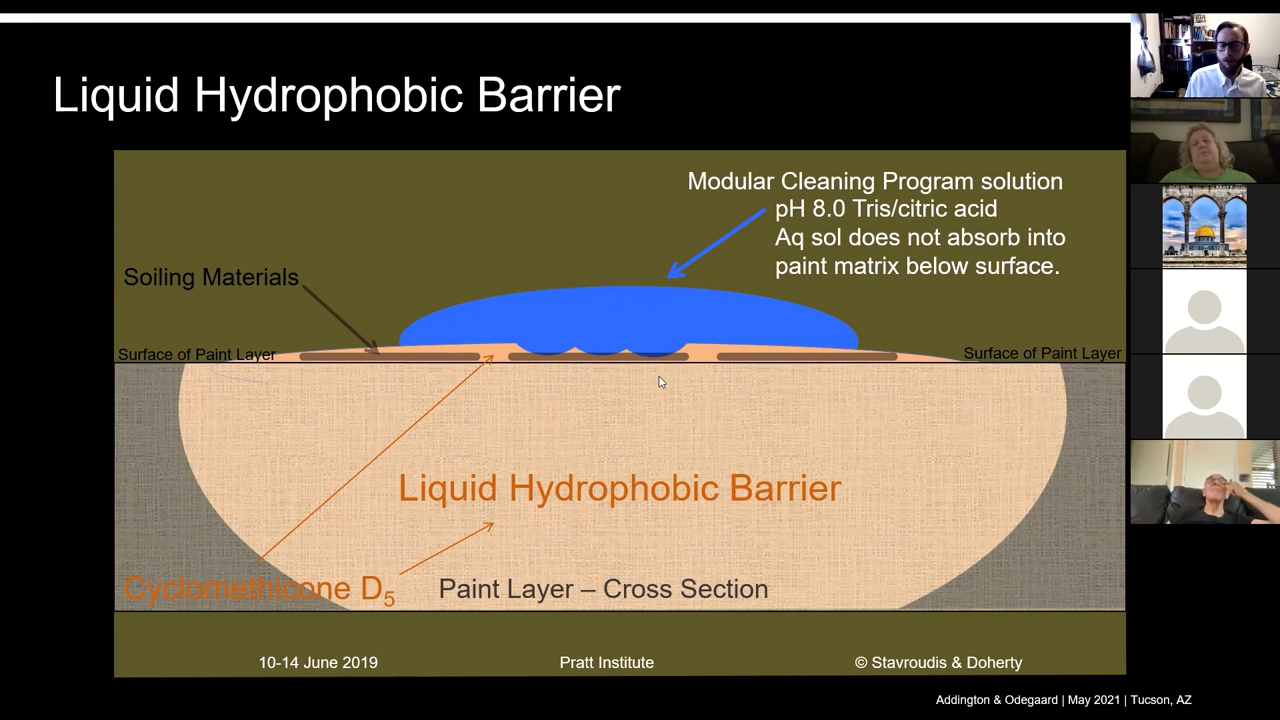 Liquid Hydrophobic Barrier
Modular Cleaning Program solution
pH 8.0 Tris/citric acid
Aq sol does not absorb into
paint matrix below surface.
Soiling Materials
Surface of Paint Layer
Surface of Paint Layer
Liquid Hydrophobic Barrier
Cyclomethicone D5
Paint Layer – Cross Section
10-14 June 2019
Pratt Institute
© Stavroudis & Doherty
Addington & Odegaard | May 2021 | Tucson, AZ